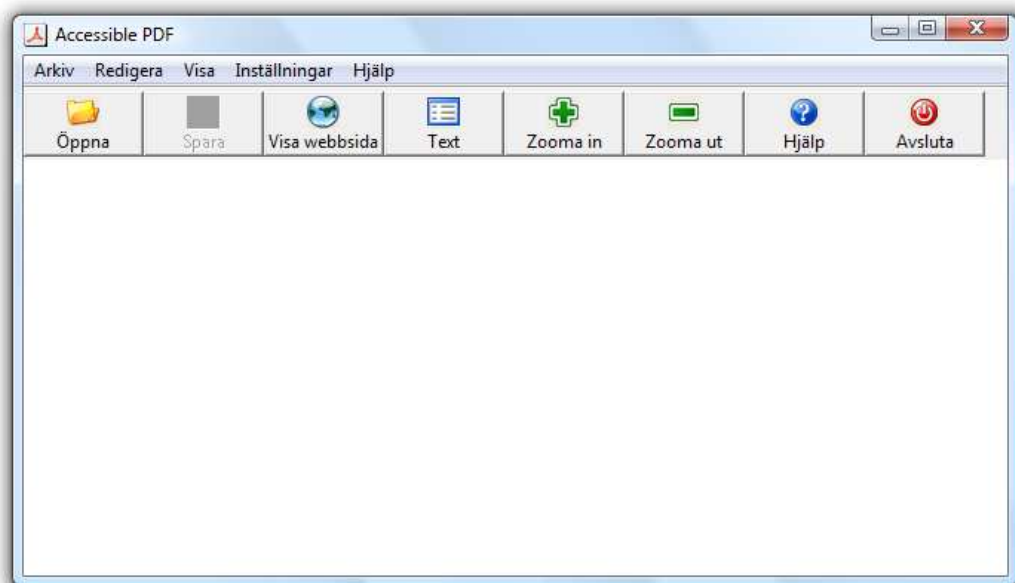 Accessible PDF
Arkiv Redigera Visa Inställningar Hjälp
Öppna Spara Visa webbsida Text Zooma in Zooma ut Hjälp Avsluta